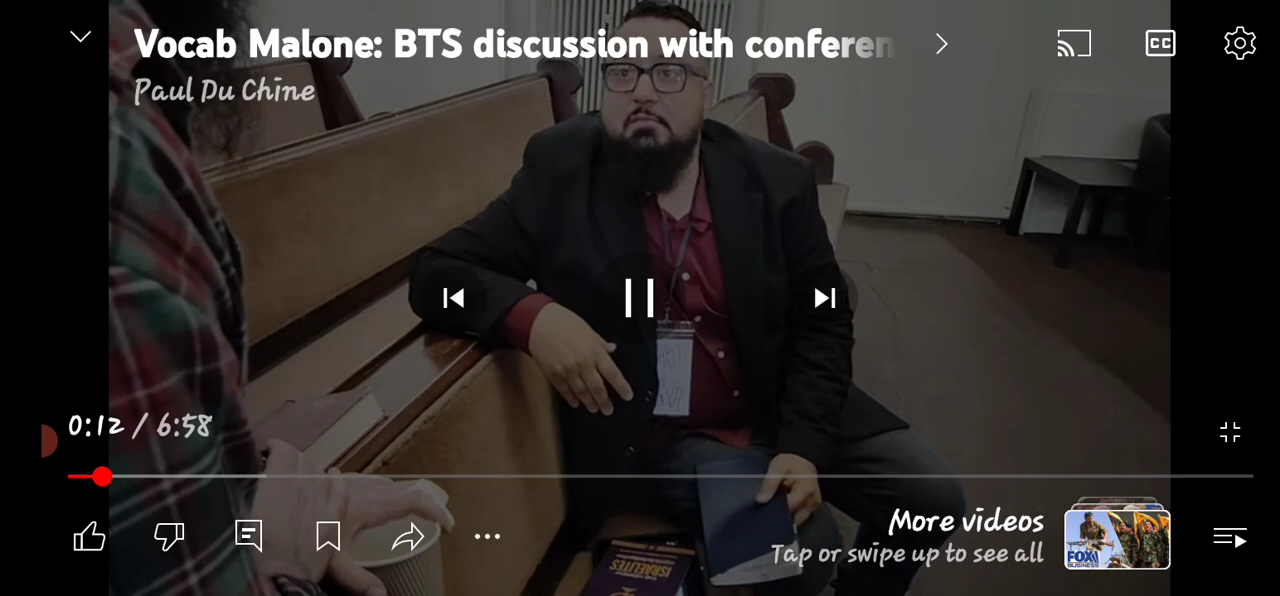 Vocab Malone: BTS discussion with conferen
Paul Du Chine
CC
0:12 / 6:58
More videos
Tap or swipe up to see all
FOX
BUSINESS
ISRAELITES